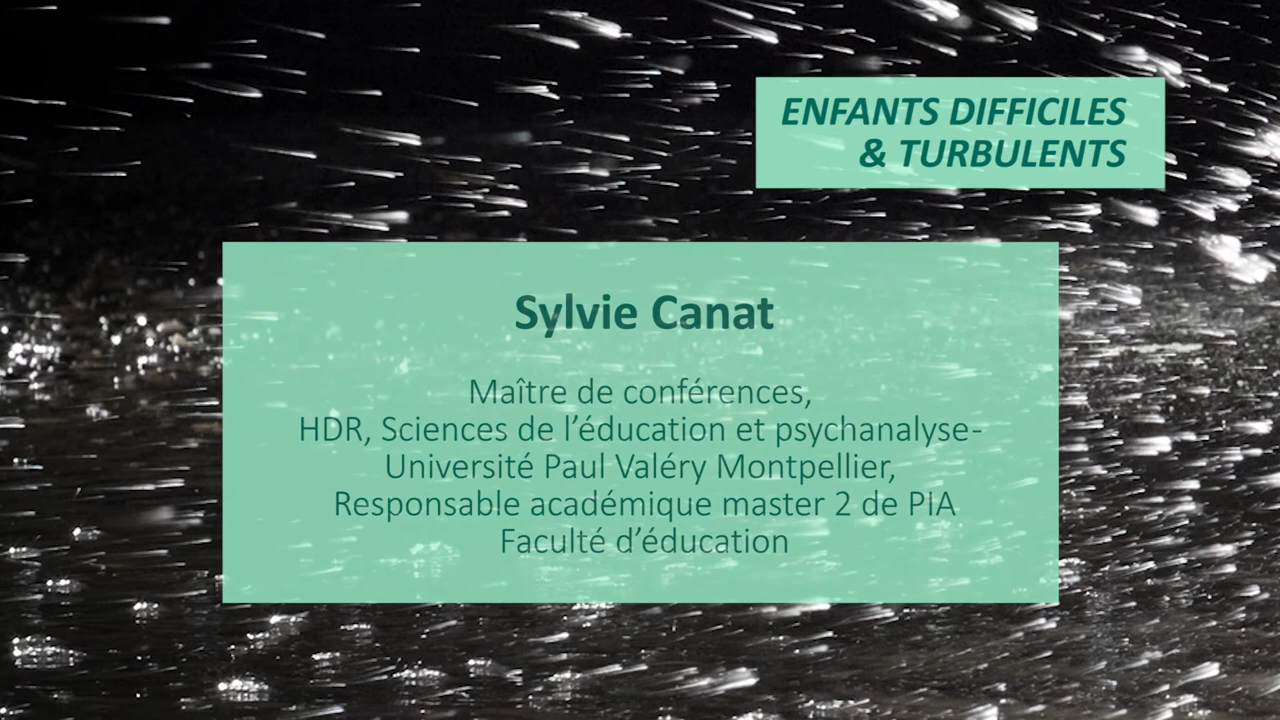 ENFANTS DIFFICILES
& TURBULENTS
Sylvie Canat
Maître de conférences,
HDR, Sciences de l’éducation et psychanalyse-
Université Paul Valéry Montpellier,
Responsable académique master 2 de PIA
Faculté d’éducation